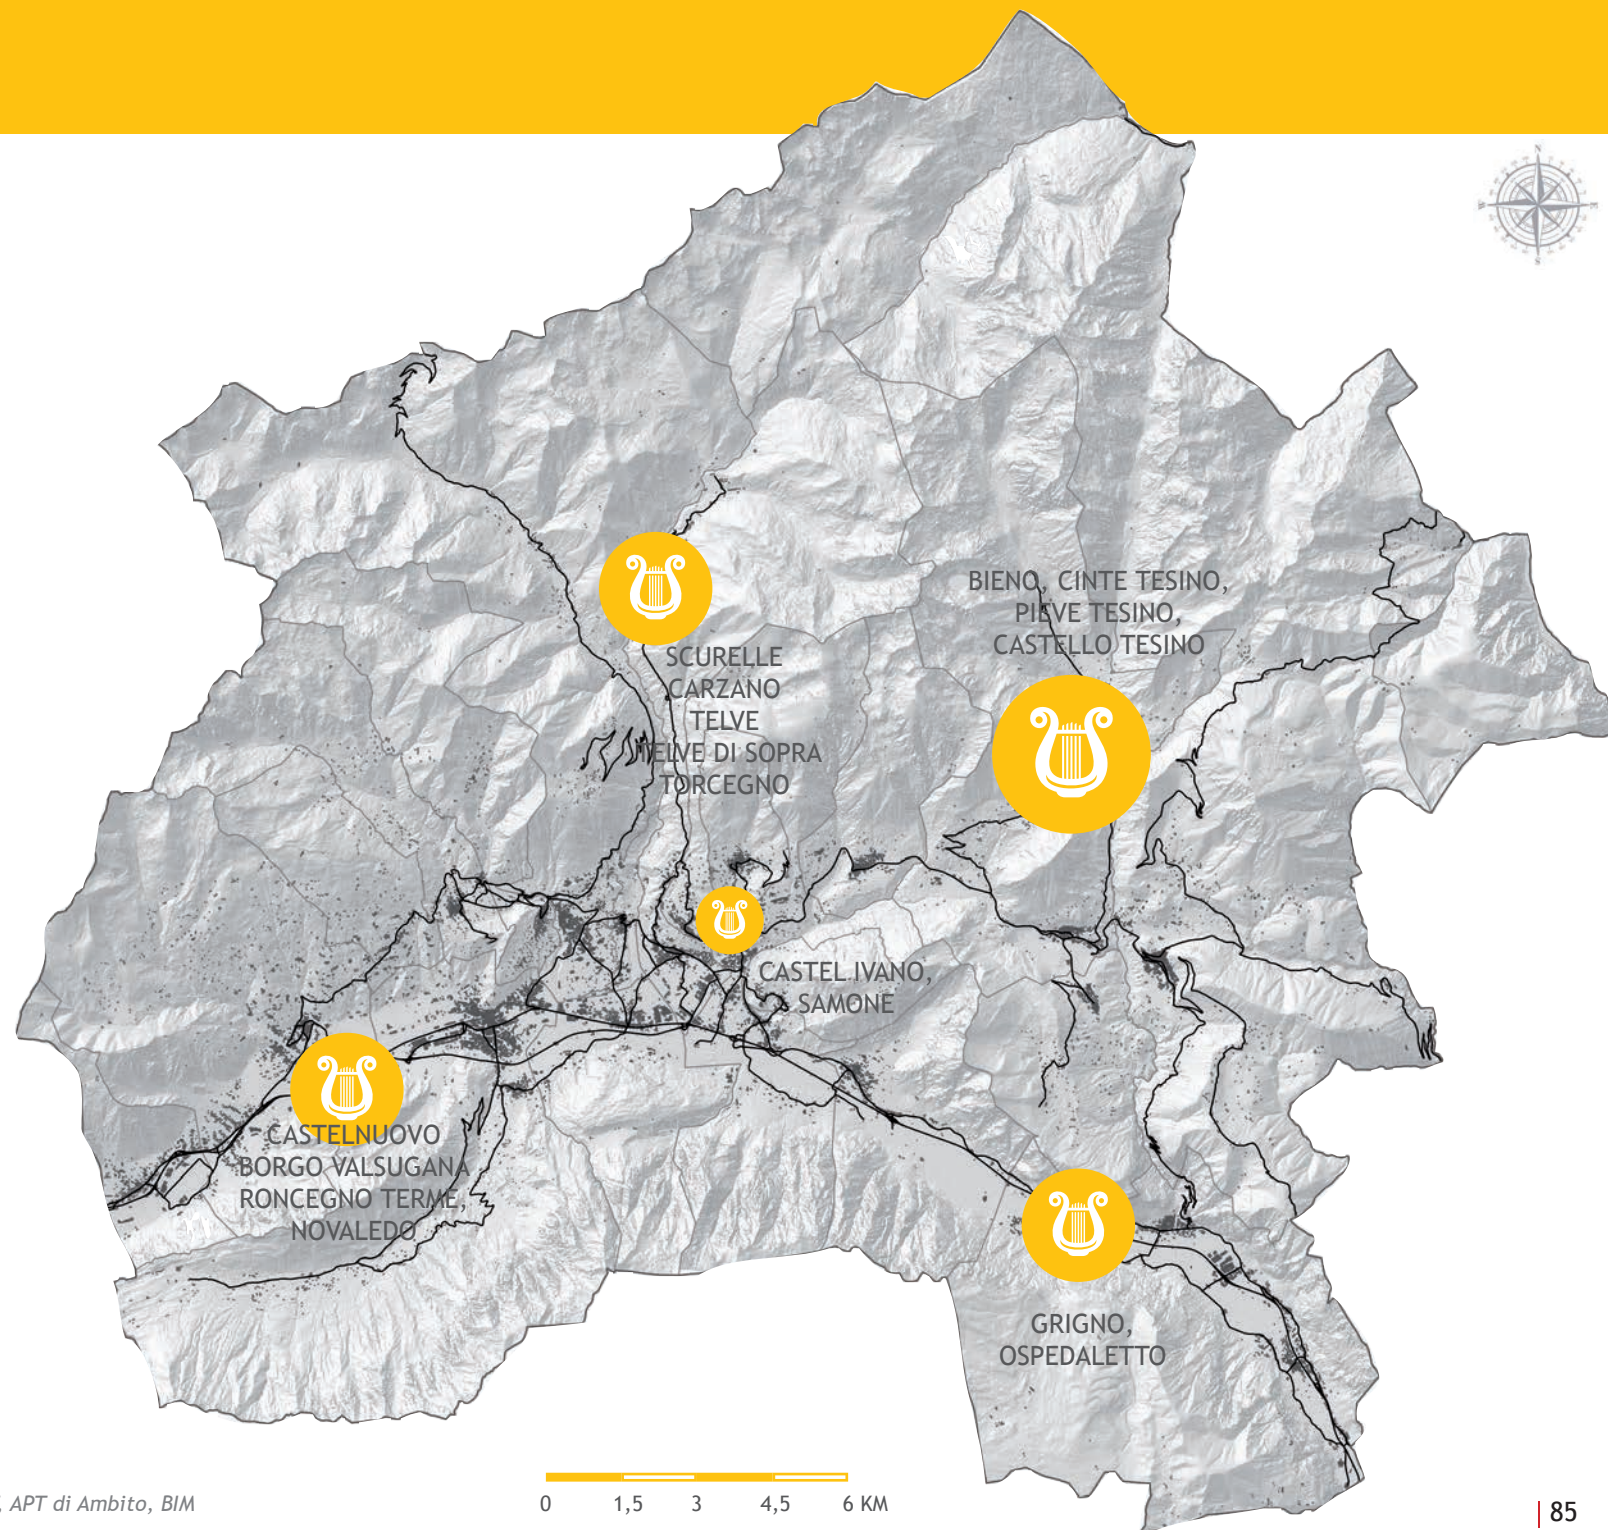 N
W
E
S
BIENO, CINTE TESINO,
PIEVE TESINO,
CASTELLO TESINO
SCURELLE
CARZANO
TELVE
TELVE DI SOPRA
TORCEGNO
CASTEL IVANO,
SAMONE
CASTELNUOVO
BORGO VALSUGANA
RONCEGNO TERME,
NOVALEDO
GRIGNO,
OSPEDALETTO
, APT di Ambito, BIM
0 1,5 3 4,5 6 KM
| 85